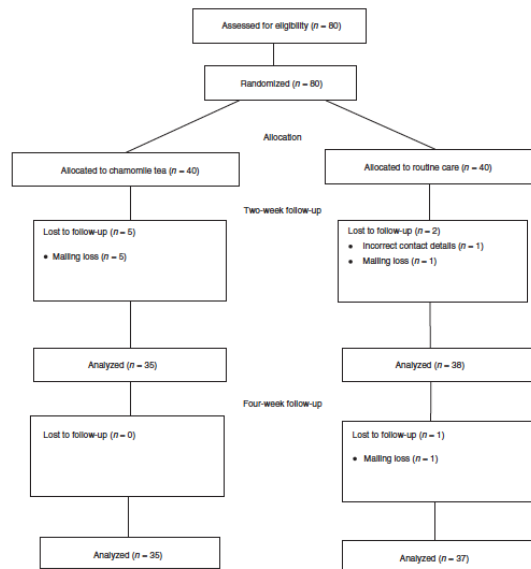 Assessed for eligibility (n = 80)
Randomized (n = 80)
Allocation
Allocated to chamomile tea (n = 40)
Allocated to routine care (n = 40)
Two-week follow-up
Lost to follow-up (n = 5)
• Mailing loss (n = 5)
Lost to follow-up (n = 2)
• Incorrect contact details (n = 1)
• Mailing loss (n = 1)
Analyzed (n = 35)
Analyzed (n = 38)
Four-week follow-up
Lost to follow-up (n = 0)
Lost to follow-up (n = 1)
• Mailing loss (n = 1)
Analyzed (n = 35)
Analyzed (n = 37)